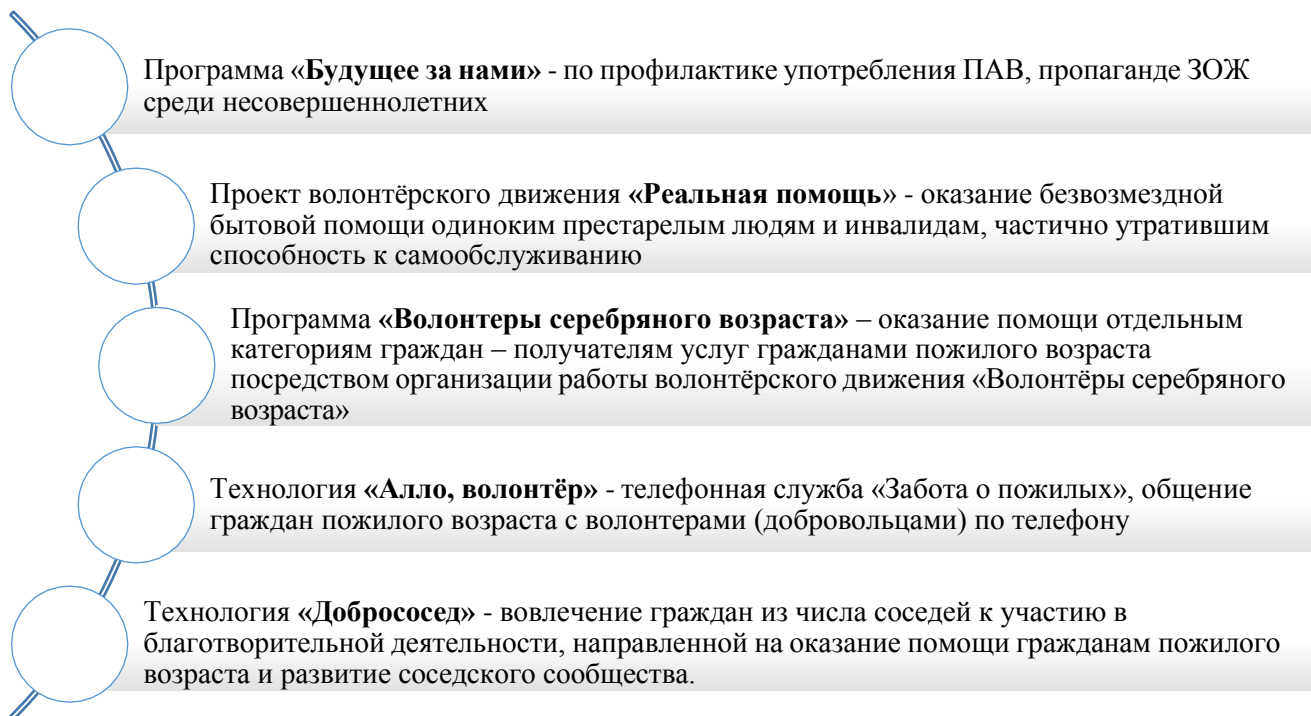 Программа «Будущее за нами» - по профилактике употребления ПАВ, пропаганде ЗОЖ
среди несовершеннолетних
Проект волонтёрского движения «Реальная помощь» - оказание безвозмездной
бытовой помощи одиноким престарелым людям и инвалидам, частично утратившим
способность к самообслуживанию
Программа «Волонтеры серебряного возраста» – оказание помощи отдельным
категориям граждан – получателям услуг гражданами пожилого возраста
посредством организации работы волонтёрского движения «Волонтёры серебряного
возраста»
Технология «Алло, волонтёр» - телефонная служба «Забота о пожилых», общение
граждан пожилого возраста с волонтерами (добровольцами) по телефону
Технология «Добрососед» - вовлечение граждан из числа соседей к участию в
благотворительной деятельности, направленной на оказание помощи гражданам пожилого
возраста и развитие соседского сообщества.